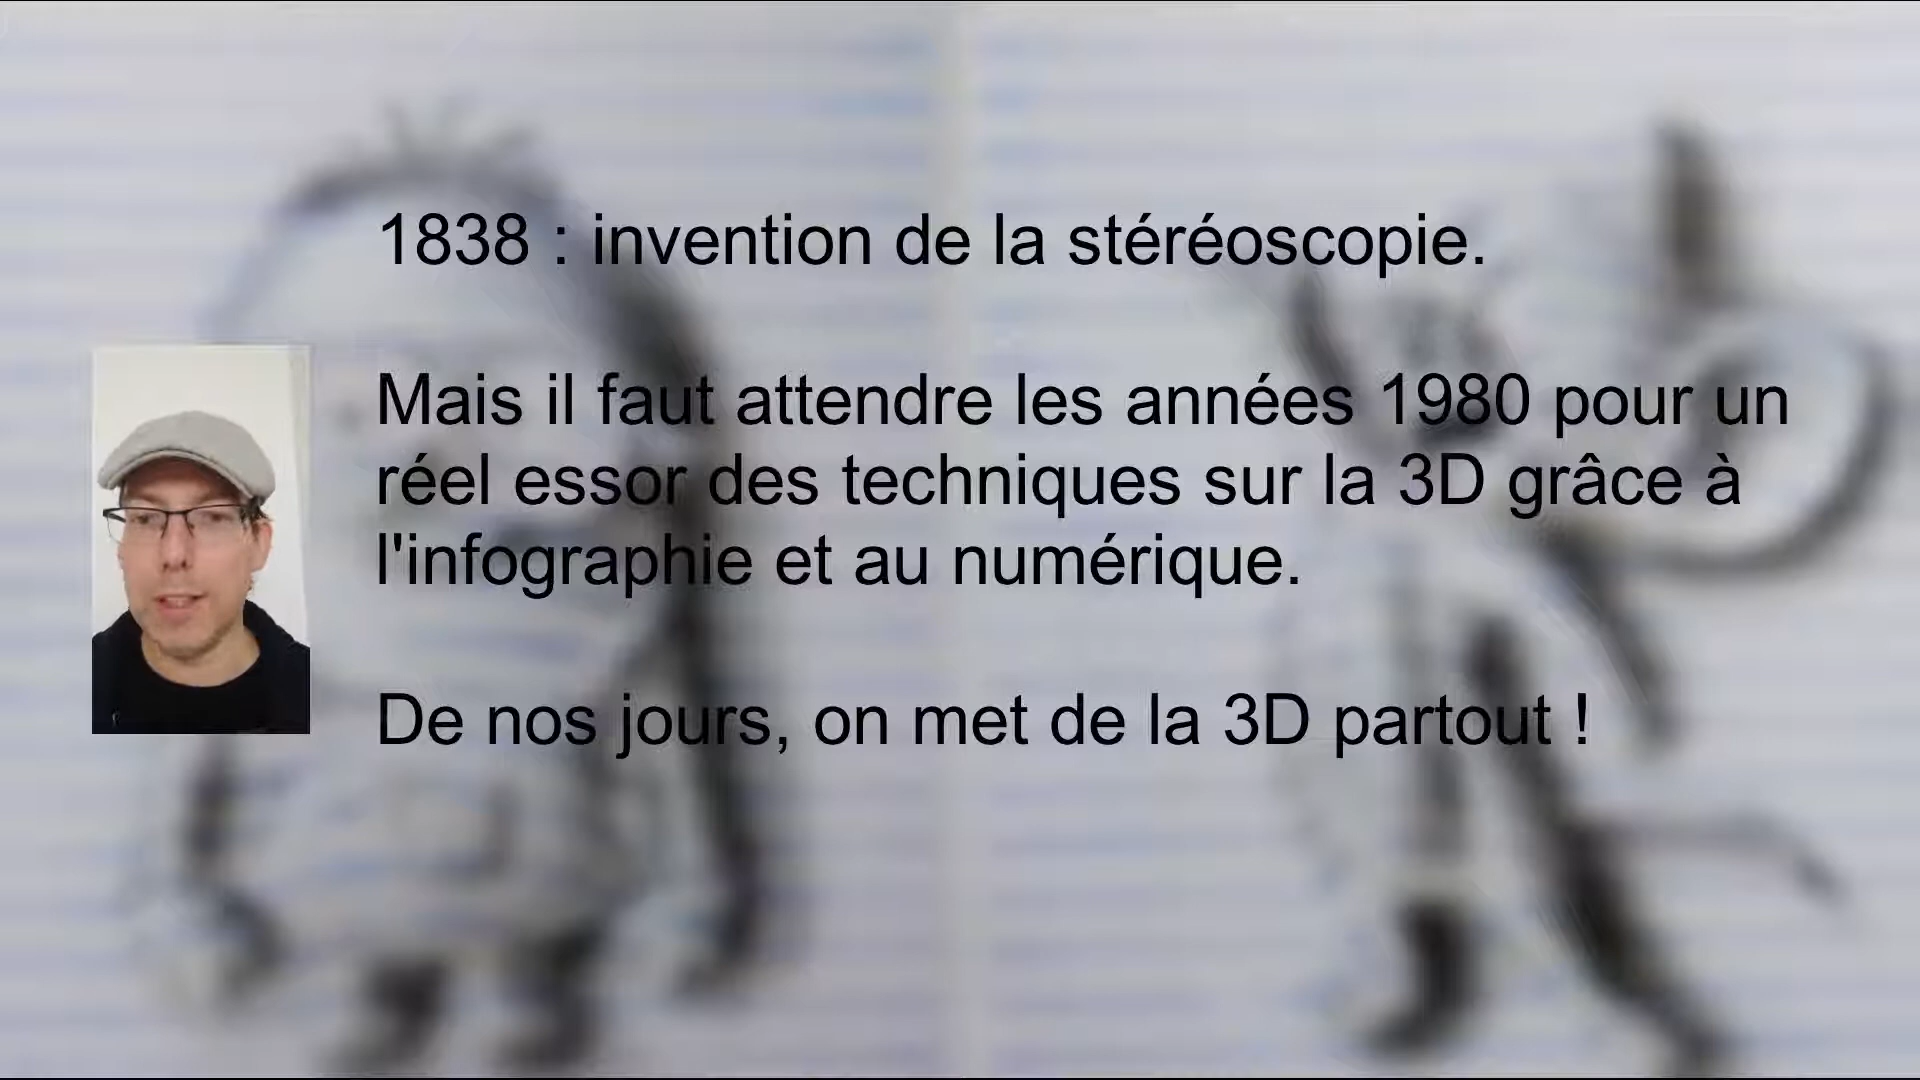 1838 : invention de la stéréoscopie.
Mais il faut attendre les années 1980 pour un
réel essor des techniques sur la 3D grâce à
l'infographie et au numérique.
De nos jours, on met de la 3D partout !